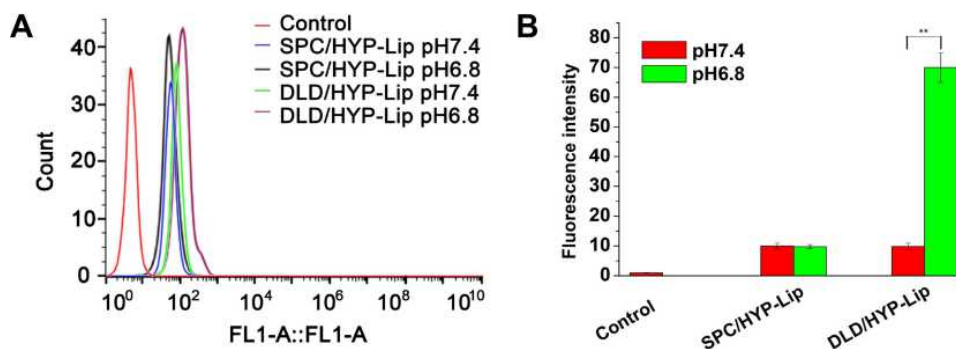 A
Control
SPC/HYP-Lip pH7.4
SPC/HYP-Lip pH6.8
DLD/HYP-Lip pH7.4
DLD/HYP-Lip pH6.8
40
30
20
10
0
Count
10^0 10^2 10^4 10^6 10^8 10^10
FL1-A::FL1-A
B
pH7.4
pH6.8
**
80
70
60
50
40
30
20
10
0
Fluorescence intensity
Control
SPC/HYP-Lip
DLD/HYP-Lip